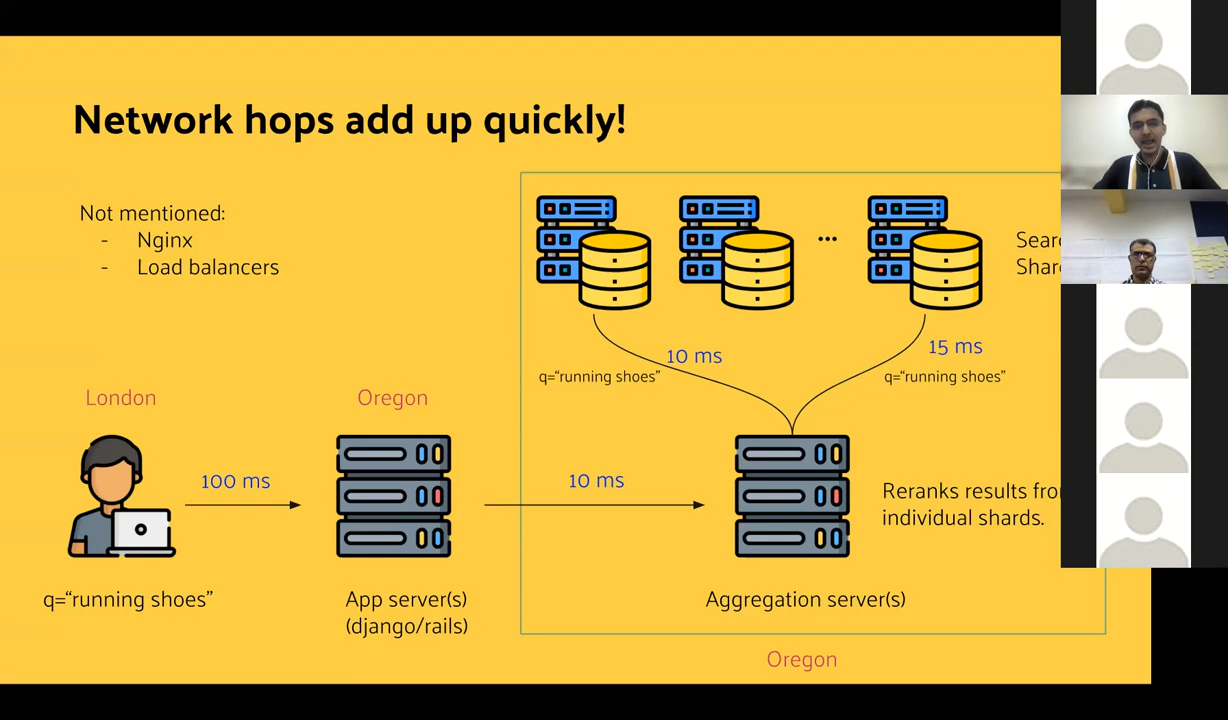 Network hops add up quickly!
Not mentioned:
- Nginx
- Load balancers
...
10 ms
15 ms
q="running shoes"
q="running shoes"
London
Oregon
100 ms
10 ms
Reranks results
individual shards.
q="running shoes"
App server(s)
(django/rails)
Aggregation server(s)
Oregon